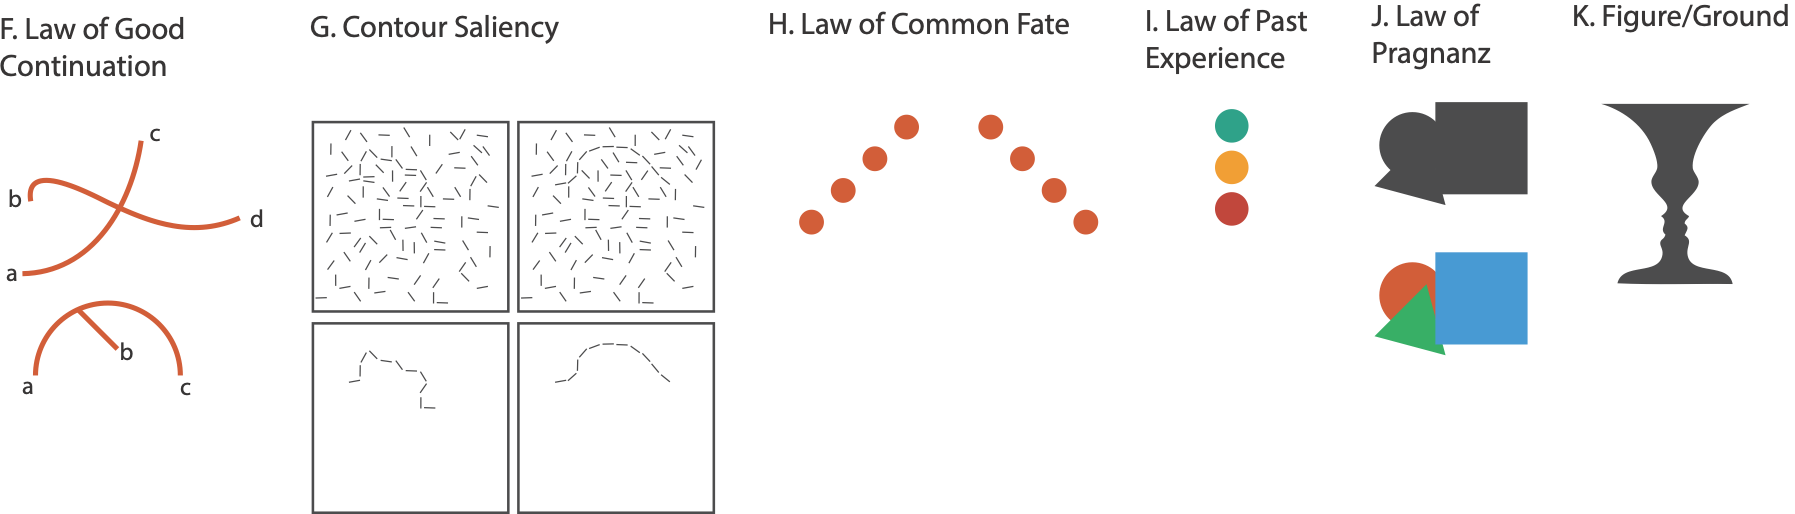 F. Law of Good
Continuation
c
b
d
a
b
a
c
G. Contour Saliency
H. Law of Common Fate
I. Law of Past
Experience
J. Law of
Pragnanz
K. Figure/Ground